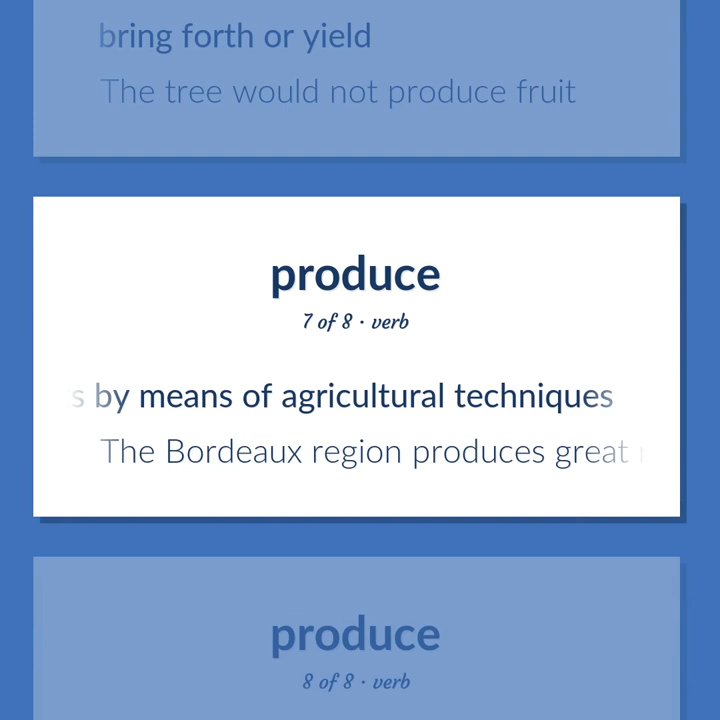 bring forth or yield
The tree would not produce fruit
produce
7 of 8 · verb
s by means of agricultural techniques
The Bordeaux region produces great
produce
8 of 8 · verb